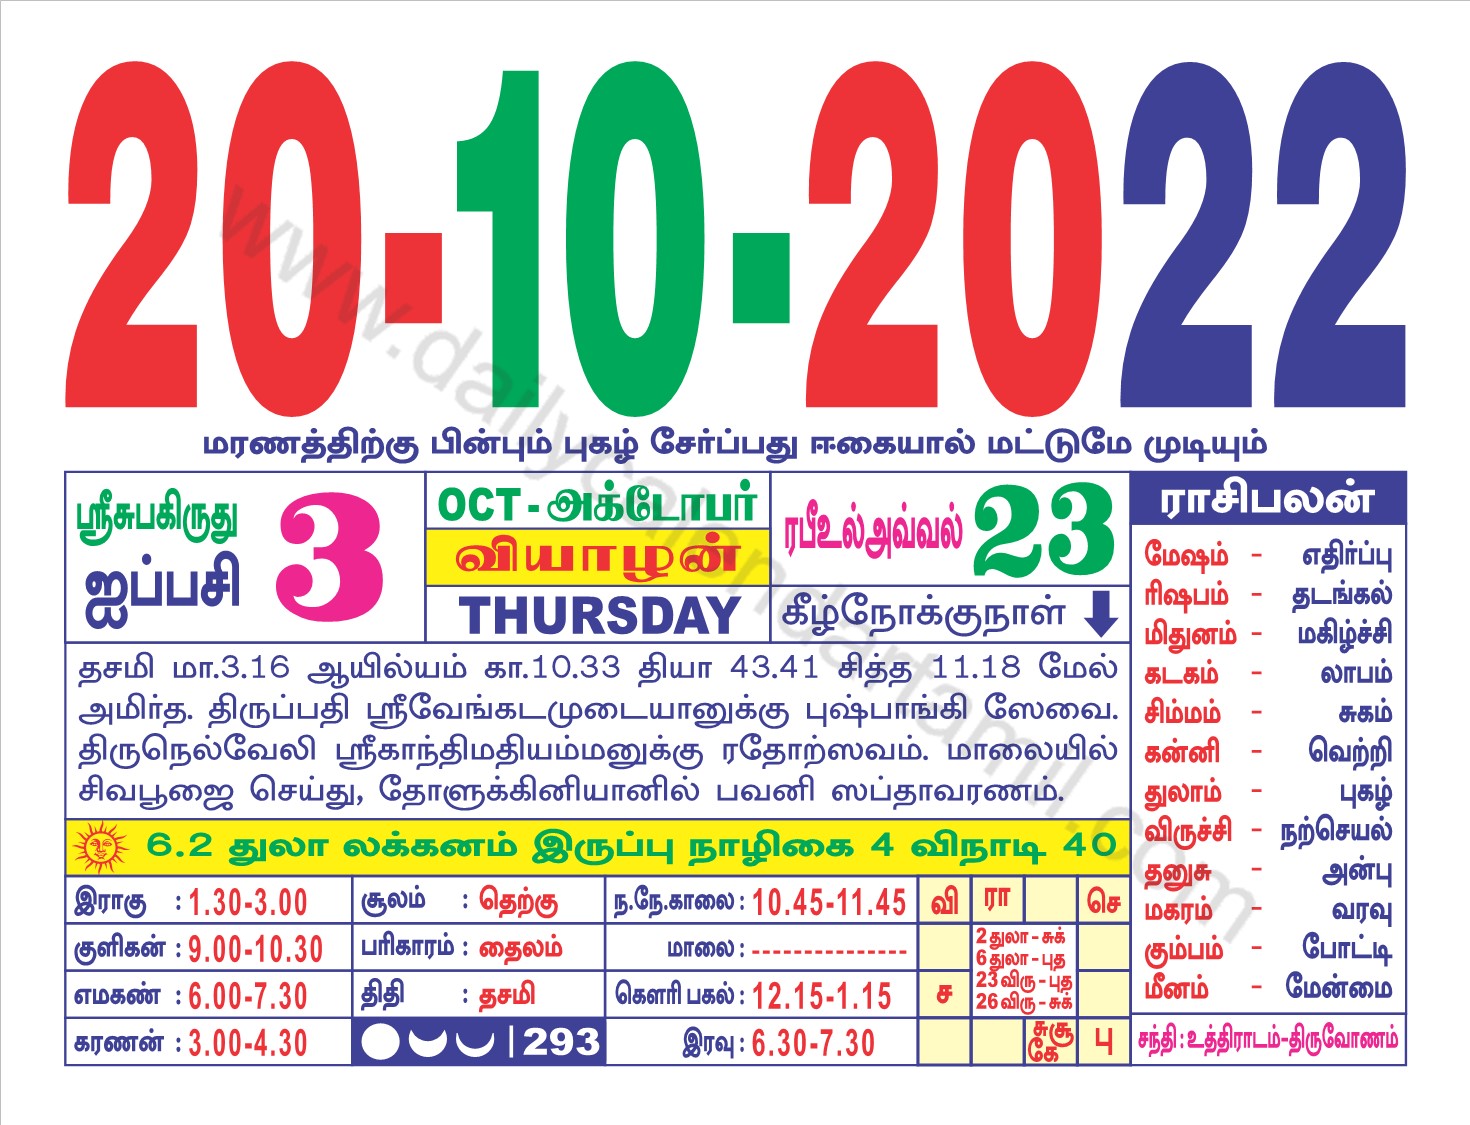 20-10-2022
மரணத்திற்கு பின்பும் புகழ் சேர்ப்பது ஈகையால் மட்டுமே முடியும்
ஸ்ரீசுபகிருது
ஐப்பசி 3
OCT - அக்டோபர்
வியாழன்
THURSDAY
ரபீஉல்அவ்வல் 23
கீழ்நோக்குநாள்
தசமி மா.3.16 ஆயில்யம் கா.10.33 தியா 43.41 சித்த 11.18 மேல்
அமிர்த. திருப்பதி ஸ்ரீவேங்கடமுடையானுக்கு புஷ்பாங்கி ஸேவை.
திருநெல்வேலி ஸ்ரீகாந்திமதியம்மனுக்கு ரதோற்ஸவம். மாலையில்
சிவபூஜை செய்து, தோளுக்கினியானில் பவனி ஸப்தாவரணம்.
6.2 துலா லக்கனம் இருப்பு நாழிகை 4 விநாடி 40
இராகு : 1.30-3.00
குளிகன் : 9.00-10.30
எமகண் : 6.00-7.30
கரணன் : 3.00-4.30
சூலம் : தெற்கு
பரிகாரம் : தைலம்
திதி : தசமி
293
ந.நே.காலை : 10.45-11.45
மாலை : ---------------
கௌரி பகல் : 12.15-1.15
இரவு : 6.30-7.30
வி ரா செ
2 துலா - சுக்
6 துலா - புத
23 விரு - புத
26 விரு - சுக்
ச
சு சூ
கே
பு
ராசிபலன்
மேஷம் - எதிர்ப்பு
ரிஷபம் - தடங்கல்
மிதுனம் - மகிழ்ச்சி
கடகம் - லாபம்
சிம்மம் - சுகம்
கன்னி - வெற்றி
துலாம் - புகழ்
விருச்சி - நற்செயல்
தனுசு - அன்பு
மகரம் - வரவு
கும்பம் - போட்டி
மீனம் - மேன்மை
சந்தி : உத்திராடம்-திருவோணம்
www.dailycalendartamil.com